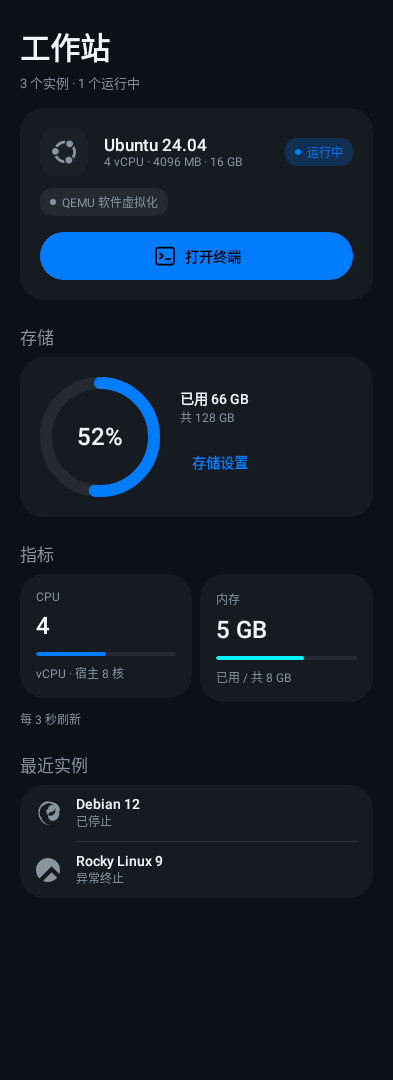 工作站
3 个实例 · 1 个运行中
Ubuntu 24.04
4 vCPU · 4096 MB · 16 GB
运行中
QEMU 软件虚拟化
打开终端
存储
52%
已用 66 GB
共 128 GB
存储设置
指标
CPU
4
vCPU · 宿主 8 核
内存
5 GB
已用 / 共 8 GB
每 3 秒刷新
最近实例
Debian 12
已停止
Rocky Linux 9
异常终止